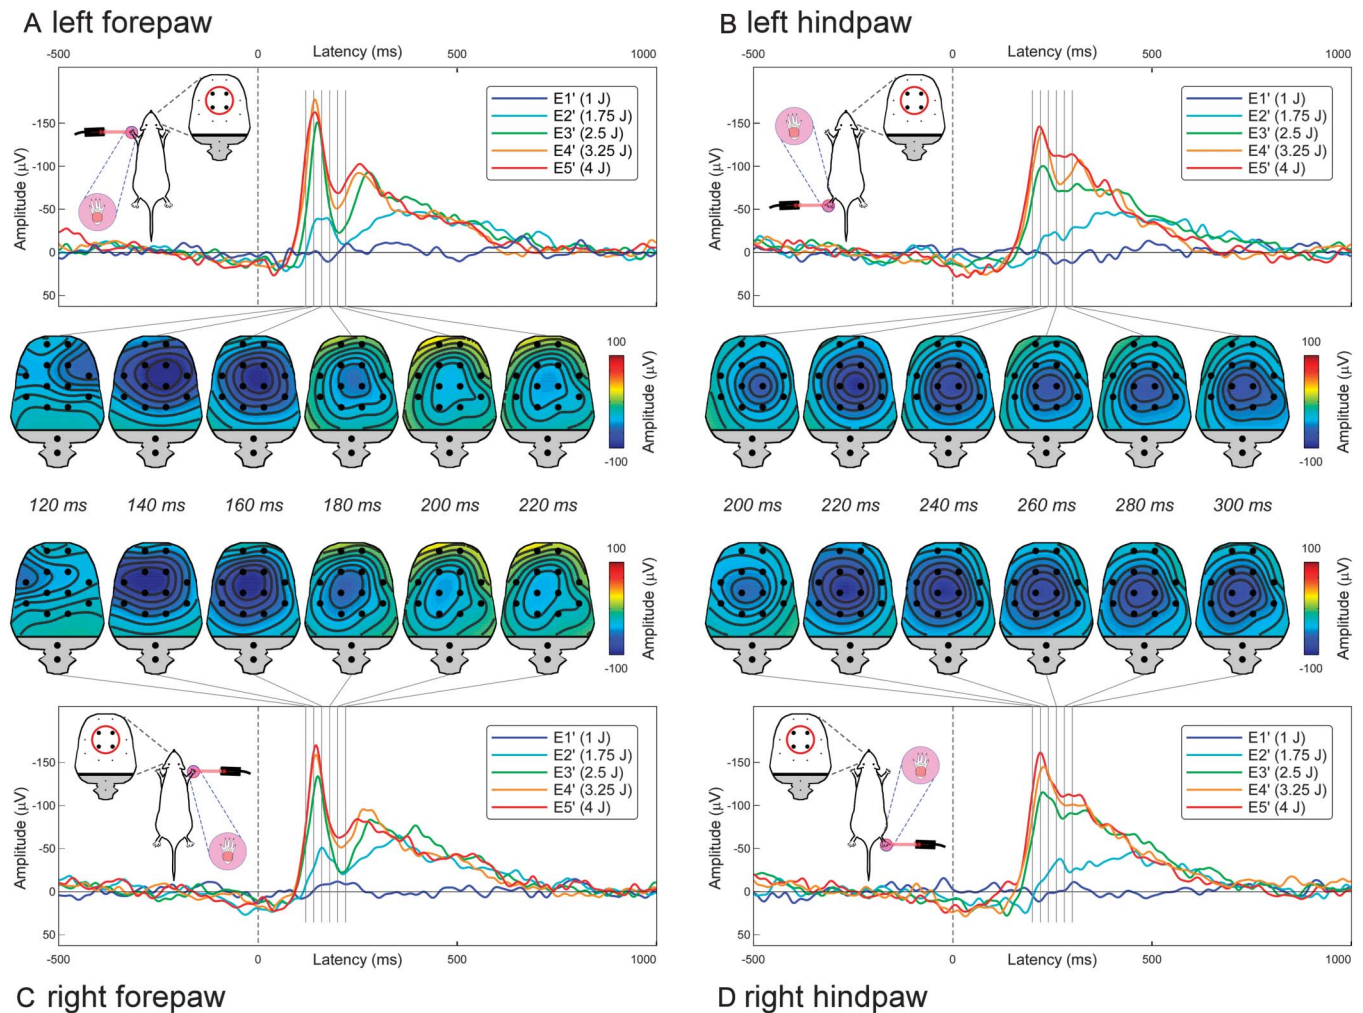 A left forepaw
B left hindpaw
-500 0 Latency (ms) 500 1000
-500 0 Latency (ms) 500 1000
Amplitude (µV)
-150
-100
-50
0
50
E1' (1 J)
E2' (1.75 J)
E3' (2.5 J)
E4' (3.25 J)
E5' (4 J)
Amplitude (µV)
-150
-100
-50
0
50
E1' (1 J)
E2' (1.75 J)
E3' (2.5 J)
E4' (3.25 J)
E5' (4 J)
100
-100
Amplitude (µV)
100
-100
Amplitude (µV)
120 ms 140 ms 160 ms 180 ms 200 ms 220 ms
200 ms 220 ms 240 ms 260 ms 280 ms 300 ms
100
-100
Amplitude (µV)
100
-100
Amplitude (µV)
Amplitude (µV)
-150
-100
-50
0
50
E1' (1 J)
E2' (1.75 J)
E3' (2.5 J)
E4' (3.25 J)
E5' (4 J)
Amplitude (µV)
-150
-100
-50
0
50
E1' (1 J)
E2' (1.75 J)
E3' (2.5 J)
E4' (3.25 J)
E5' (4 J)
-500 0 Latency (ms) 500 1000
-500 0 Latency (ms) 500 1000
C right forepaw
D right hindpaw